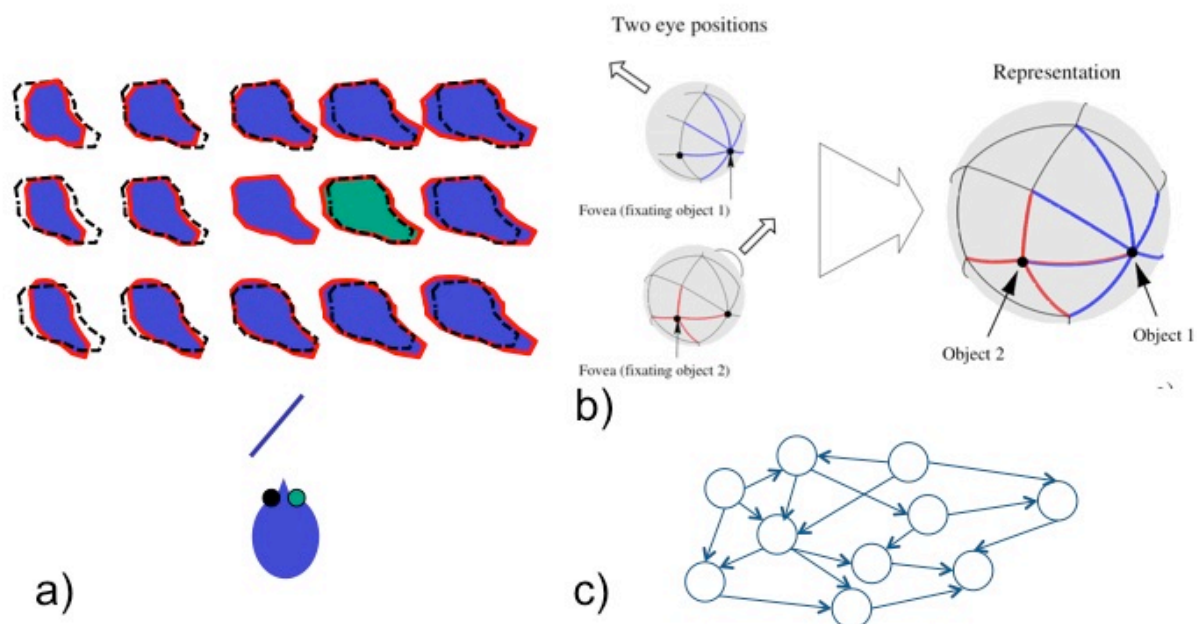 Two eye positions
Representation
Fovea (fixating object 1)
Fovea (fixating object 2)
Object 2
Object 1
a)
b)
c)